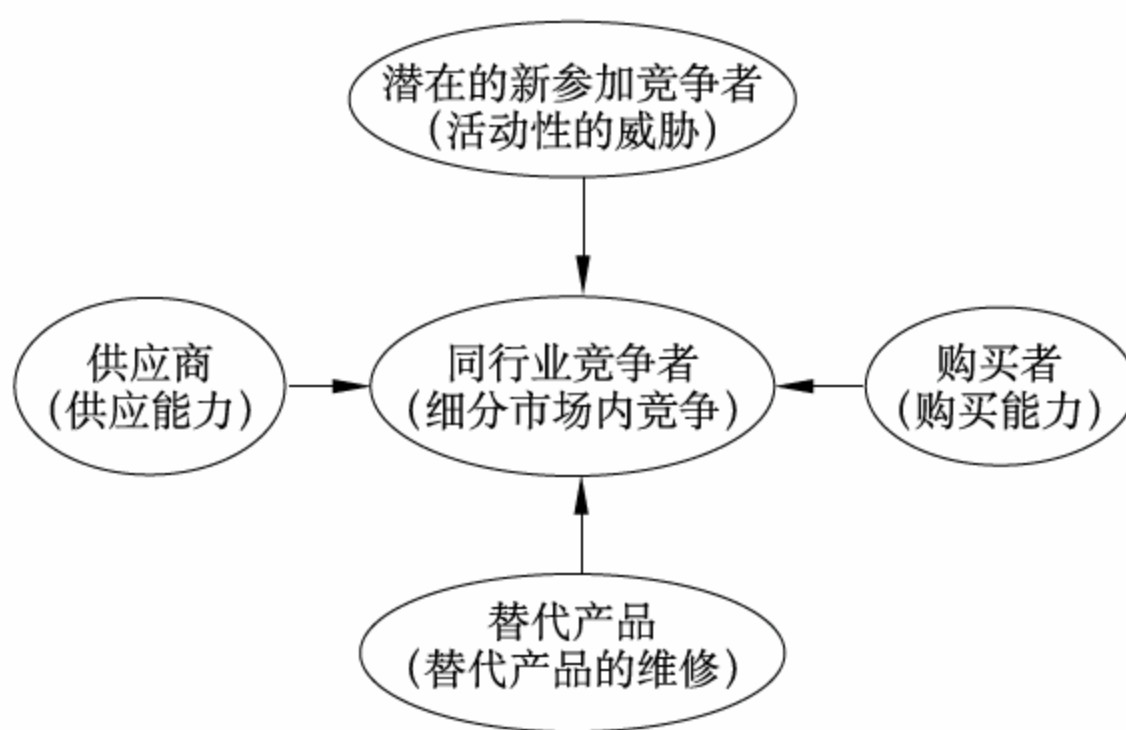 潜在的新参加竞争者
(活动性的威胁)
供应商
(供应能力)
同行业竞争者
(细分市场内竞争)
购买者
(购买能力)
替代产品
(替代产品的维修)